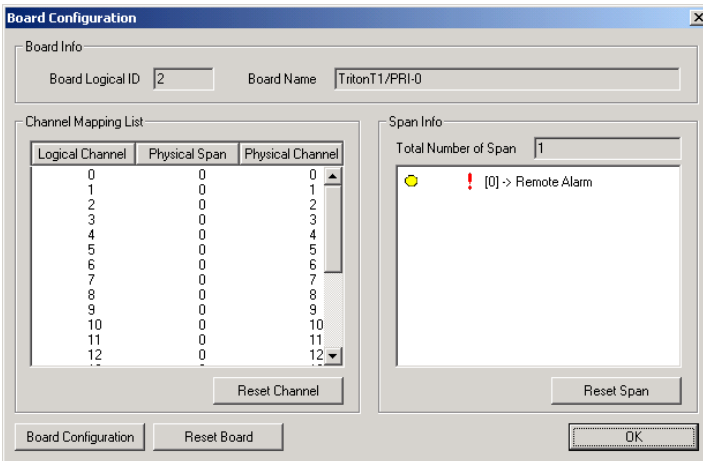 Board Configuration
Board Info
Board Logical ID 2 Board Name TritonT1/PRI-0
Channel Mapping List
Logical Channel Physical Span Physical Channel
0 0 0
1 0 1
2 0 2
3 0 3
4 0 4
5 0 5
6 0 6
7 0 7
8 0 8
9 0 9
10 0 10
11 0 11
12 0 12
Reset Channel
Span Info
Total Number of Span 1
[0] -> Remote Alarm
Reset Span
Board Configuration Reset Board OK